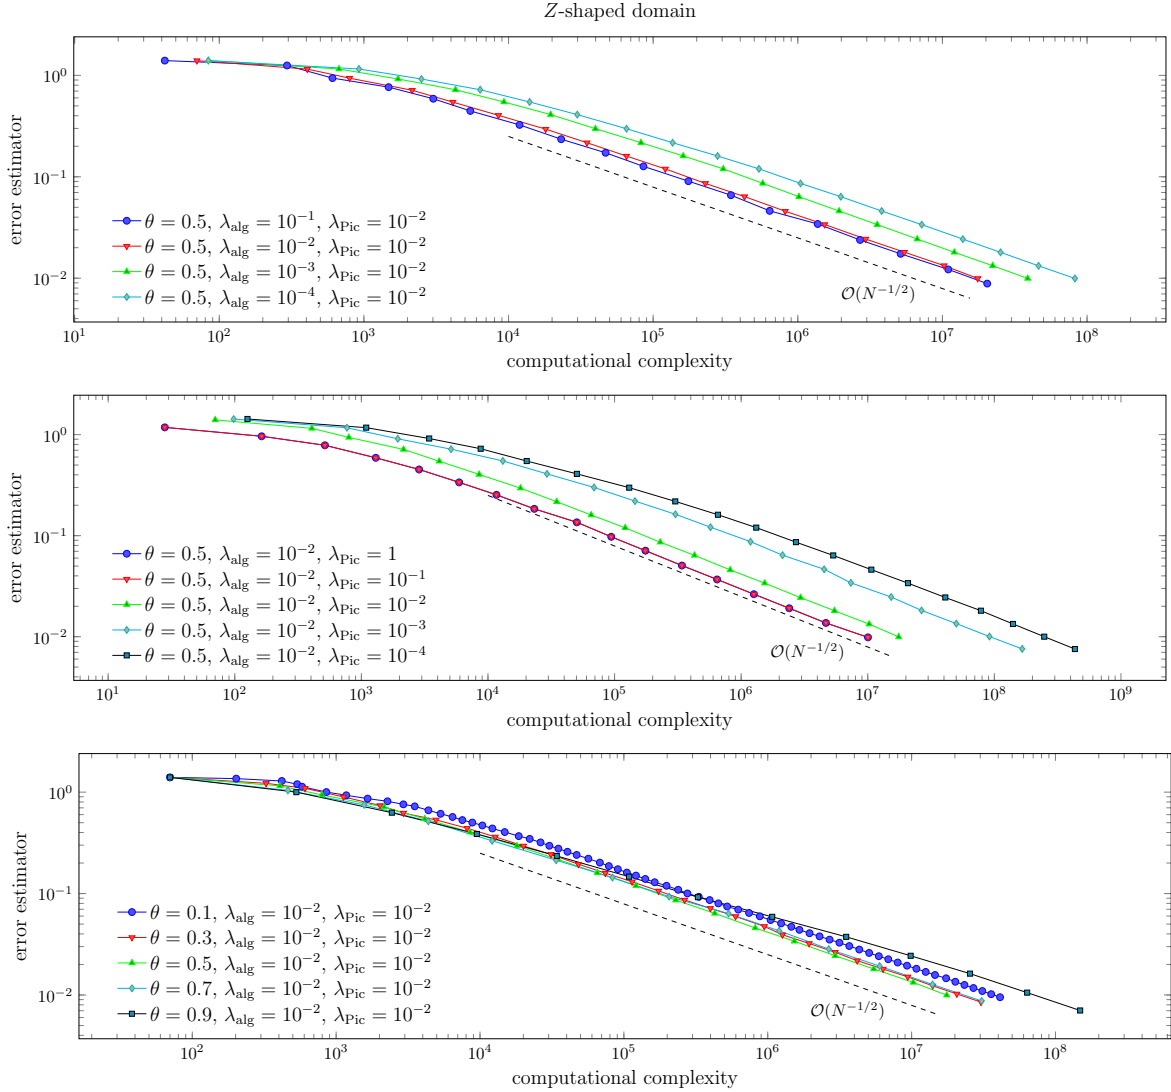 Z-shaped domain
10^0
10^{-1}
10^{-2}
error estimator
θ = 0.5, λ_alg = 10^{-1}, λ_Pic = 10^{-2}
θ = 0.5, λ_alg = 10^{-2}, λ_Pic = 10^{-2}
θ = 0.5, λ_alg = 10^{-3}, λ_Pic = 10^{-2}
θ = 0.5, λ_alg = 10^{-4}, λ_Pic = 10^{-2}
O(N^{-1/2})
10^1 10^2 10^3 10^4 10^5 10^6 10^7 10^8
computational complexity
10^0
10^{-1}
10^{-2}
error estimator
θ = 0.5, λ_alg = 10^{-2}, λ_Pic = 1
θ = 0.5, λ_alg = 10^{-2}, λ_Pic = 10^{-1}
θ = 0.5, λ_alg = 10^{-2}, λ_Pic = 10^{-2}
θ = 0.5, λ_alg = 10^{-2}, λ_Pic = 10^{-3}
θ = 0.5, λ_alg = 10^{-2}, λ_Pic = 10^{-4}
O(N^{-1/2})
10^1 10^2 10^3 10^4 10^5 10^6 10^7 10^8 10^9
computational complexity
10^0
10^{-1}
10^{-2}
error estimator
θ = 0.1, λ_alg = 10^{-2}, λ_Pic = 10^{-2}
θ = 0.3, λ_alg = 10^{-2}, λ_Pic = 10^{-2}
θ = 0.5, λ_alg = 10^{-2}, λ_Pic = 10^{-2}
θ = 0.7, λ_alg = 10^{-2}, λ_Pic = 10^{-2}
θ = 0.9, λ_alg = 10^{-2}, λ_Pic = 10^{-2}
O(N^{-1/2})
10^2 10^3 10^4 10^5 10^6 10^7 10^8
computational complexity